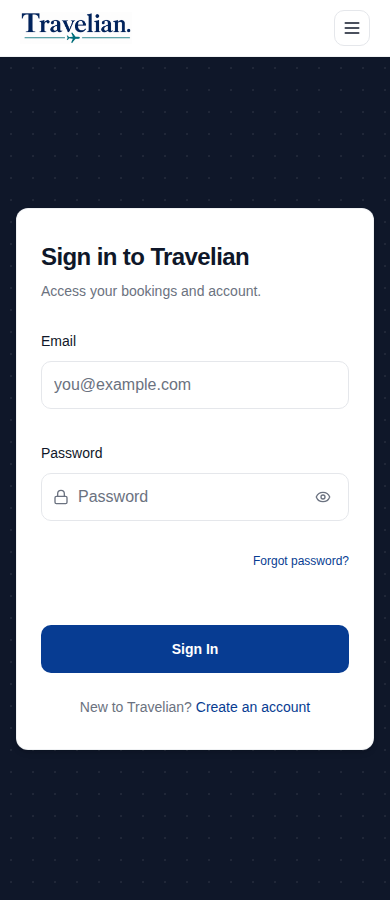 Travelian.
Sign in to Travelian
Access your bookings and account.
Email
you@example.com
Password
Password
Forgot password?
Sign In
New to Travelian? Create an account